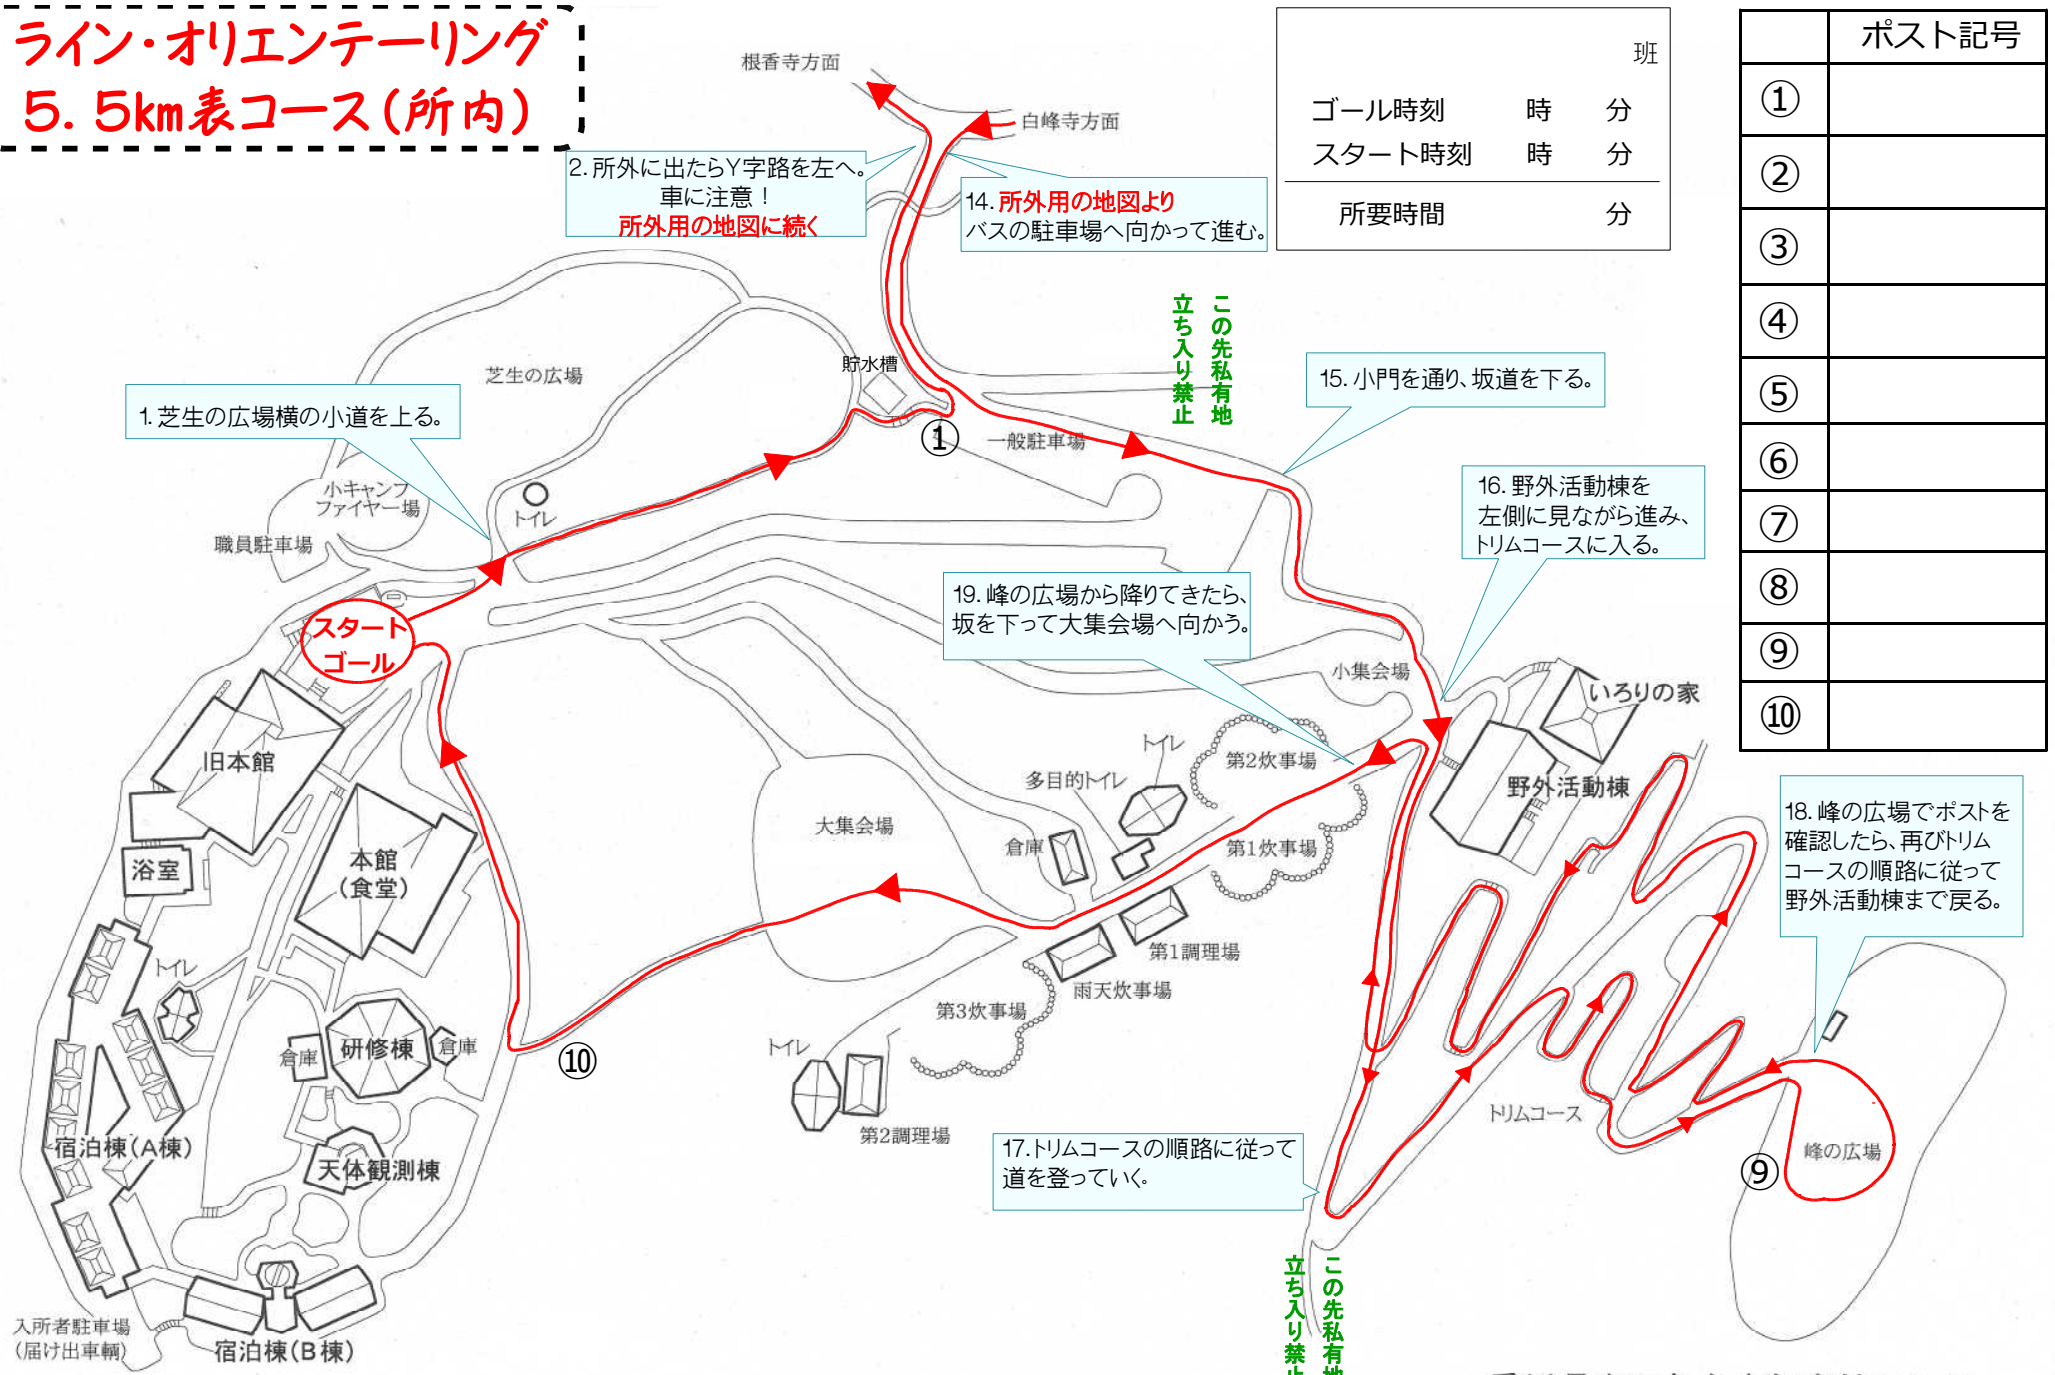 ライン・オリエンテーリング
5.5km表コース(所内)
根香寺方面
白峰寺方面
班
ゴール時刻 時 分
スタート時刻 時 分
所要時間 分
ポスト記号
①
②
③
④
⑤
⑥
⑦
⑧
⑨
⑩
2.所外に出たらY字路を左へ。
車に注意！
所外用の地図に続く
14.所外用の地図より
バスの駐車場へ向かって進む。
この先私有地
立ち入り禁止
貯水槽
芝生の広場
1.芝生の広場横の小道を上る。
15.小門を通り、坂道を下る。
①
一般駐車場
小キャンプ
ファイヤー場
トイレ
職員駐車場
16.野外活動棟を
左側に見ながら進み、
トリムコースに入る。
19.峰の広場から降りてきたら、
坂を下って大集会場へ向かう。
スタート
ゴール
小集会場
いろりの家
旧本館
トイレ
第2炊事場
多目的トイレ
野外活動棟
大集会場
倉庫
第1炊事場
18.峰の広場でポストを
確認したら、再びトリム
コースの順路に従って
野外活動棟まで戻る。
浴室
本館
(食堂)
第1調理場
雨天炊事場
トイレ
第3炊事場
倉庫
研修棟
倉庫
⑩
トイレ
第2調理場
トリムコース
宿泊棟(A棟)
天体観測棟
17.トリムコースの順路に従って
道を登っていく。
⑨
峰の広場
この先私有地
立ち入り禁止
入所者駐車場
(届け出車輌)
宿泊棟(B棟)